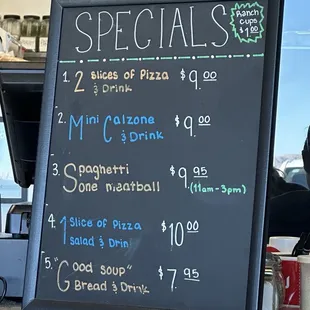 SPECIALS
Ranch
cups
$1.00
1. 2 Slices of Pizza $9.00
& Drink
2. Mini Calzone $9.00
& Drink
3. Spaghetti $9.95
one meatball (11am-3pm)
4. 1 Slice of Pizza $10.00
Salad & Drink
5. "Good soup" $7.95
Bread & Drink